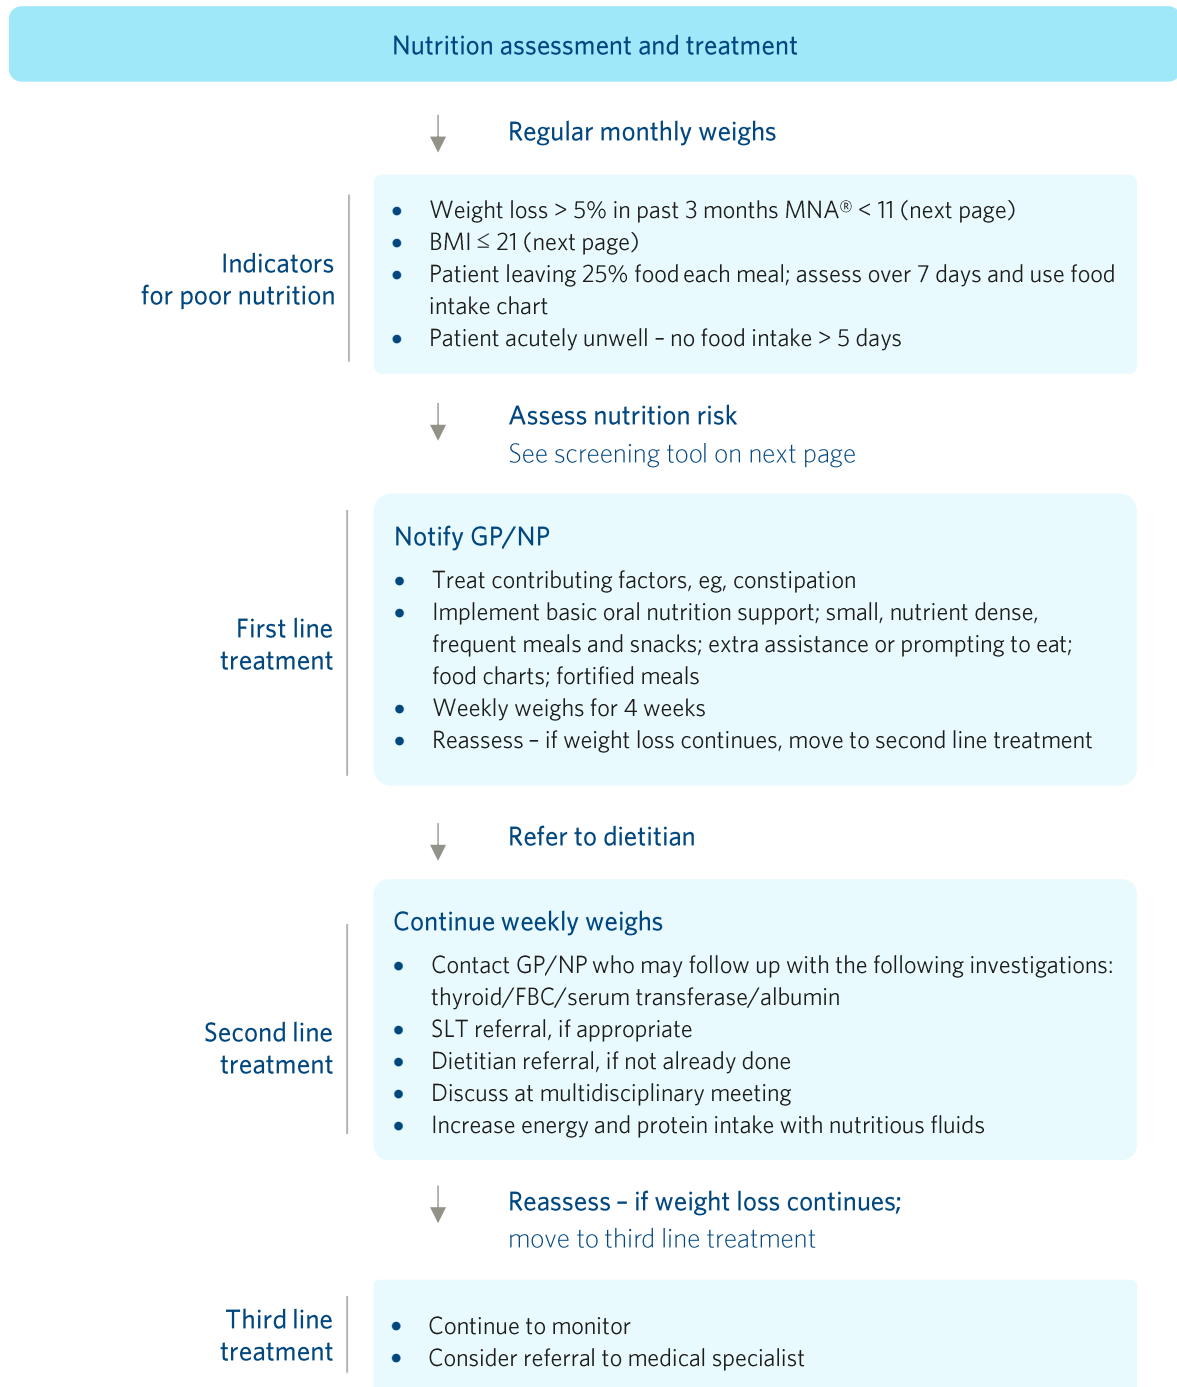 Nutrition assessment and treatment
Regular monthly weighs
Indicators
for poor nutrition
• Weight loss > 5% in past 3 months MNA® < 11 (next page)
• BMI ≤ 21 (next page)
• Patient leaving 25% food each meal; assess over 7 days and use food
intake chart
• Patient acutely unwell – no food intake > 5 days
Assess nutrition risk
See screening tool on next page
First line
treatment
Notify GP/NP
• Treat contributing factors, eg, constipation
• Implement basic oral nutrition support; small, nutrient dense,
frequent meals and snacks; extra assistance or prompting to eat;
food charts; fortified meals
• Weekly weighs for 4 weeks
• Reassess – if weight loss continues, move to second line treatment
Refer to dietitian
Second line
treatment
Continue weekly weighs
• Contact GP/NP who may follow up with the following investigations:
thyroid/FBC/serum transferase/albumin
• SLT referral, if appropriate
• Dietitian referral, if not already done
• Discuss at multidisciplinary meeting
• Increase energy and protein intake with nutritious fluids
Reassess – if weight loss continues;
move to third line treatment
Third line
treatment
• Continue to monitor
• Consider referral to medical specialist